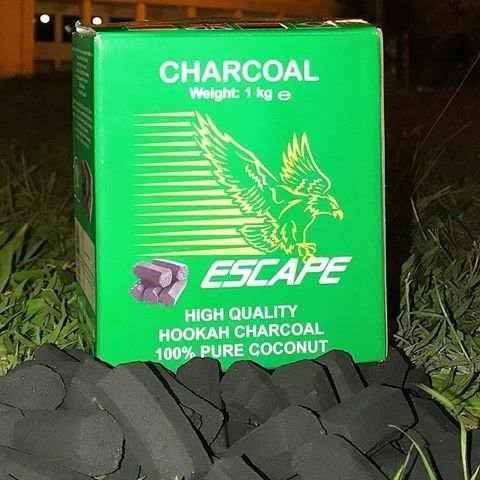 CHARCOAL
Weight: 1 kg ℮
ESCAPE
HIGH QUALITY
HOOKAH CHARCOAL
100% PURE COCONUT